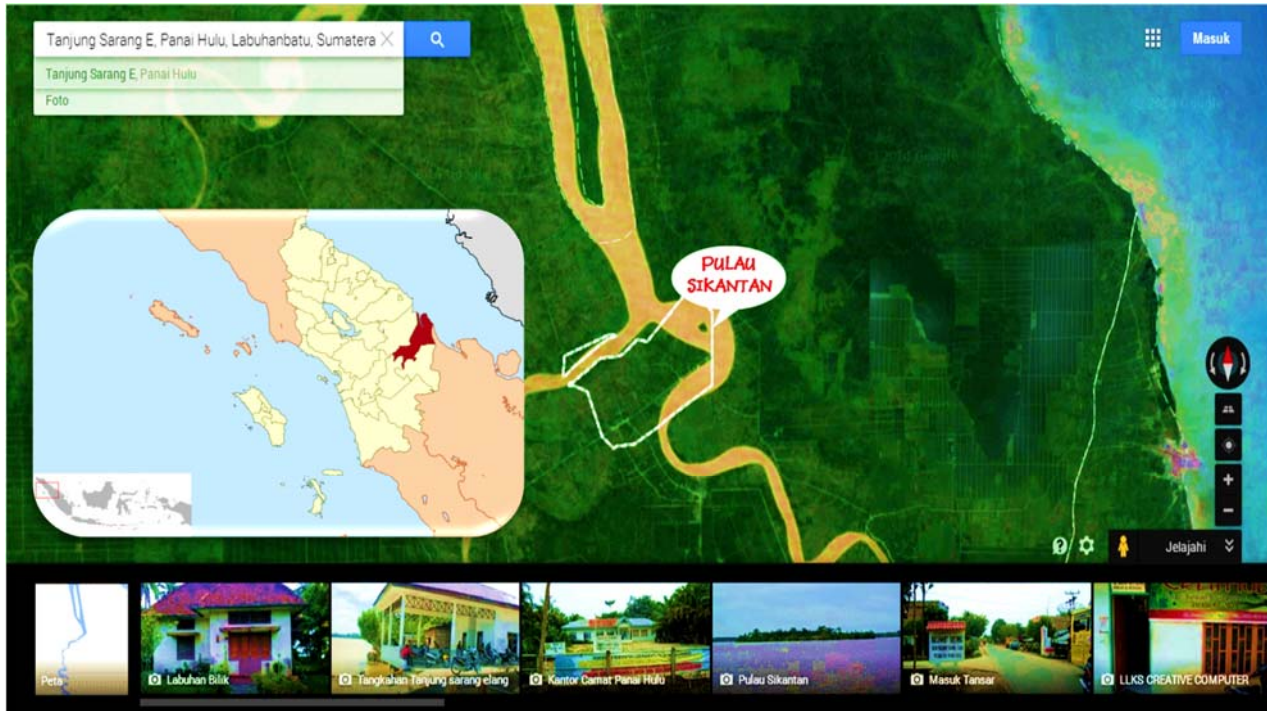 Tanjung Sarang E, Panai Hulu, Labuhanbatu, Sumatera
Masuk
Tanjung Sarang E, Panai Hulu
Foto
PULAU
SIKANTAN
Jelajahi
Peta
Labuhan Bilik
Tangkahan Tanjung sarang elang
Kantor Camat Panai Hulu
Pulau Sikantan
Masuk Tansar
LLKS CREATIVE COMPUTER